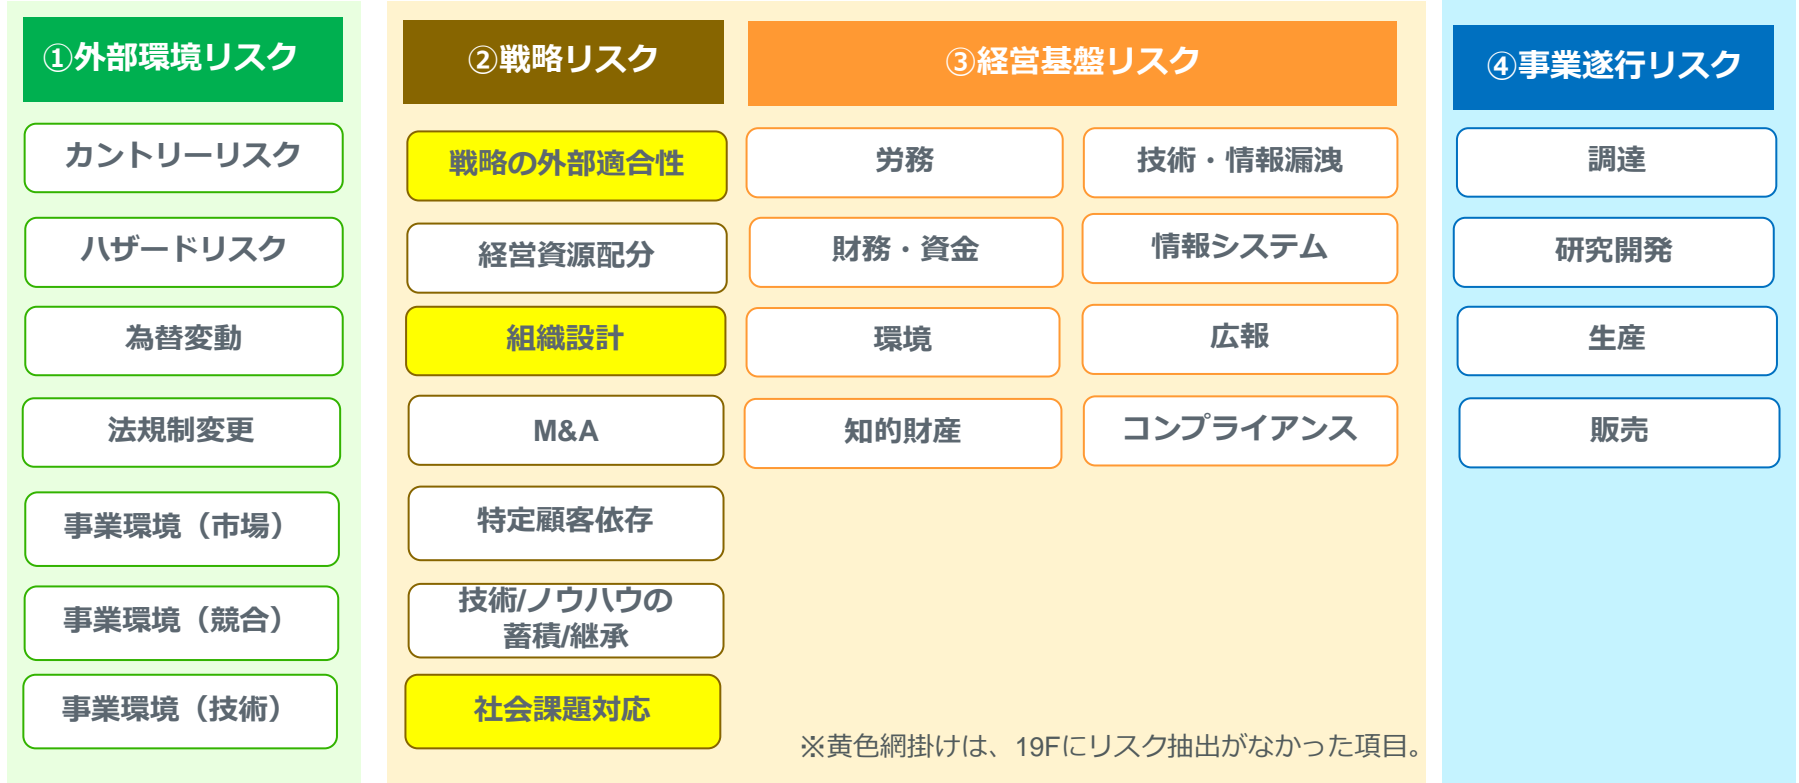 ①外部環境リスク
カントリーリスク
ハザードリスク
為替変動
法規制変更
事業環境（市場）
事業環境（競合）
事業環境（技術）
②戦略リスク
戦略の外部適合性
経営資源配分
組織設計
M&A
特定顧客依存
技術/ノウハウの
蓄積/継承
社会課題対応
③経営基盤リスク
労務
財務・資金
環境
知的財産
技術・情報漏洩
情報システム
広報
コンプライアンス
※黄色網掛けは、19Fにリスク抽出がなかった項目。
④事業遂行リスク
調達
研究開発
生産
販売